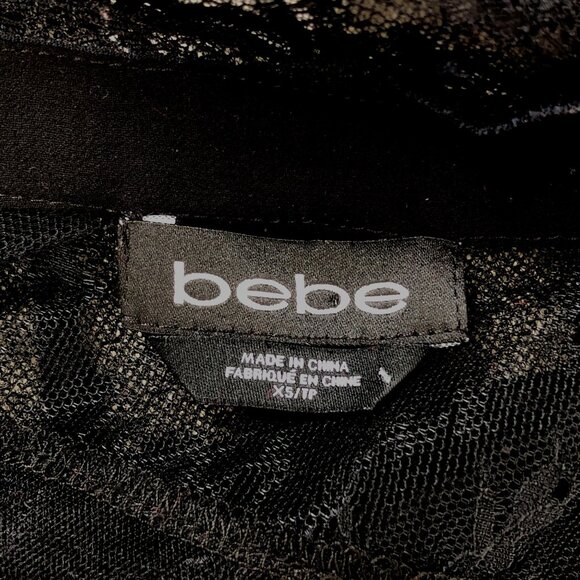 bebe
MADE IN CHINA
FABRIQUÉ EN CHINE
XS/TP